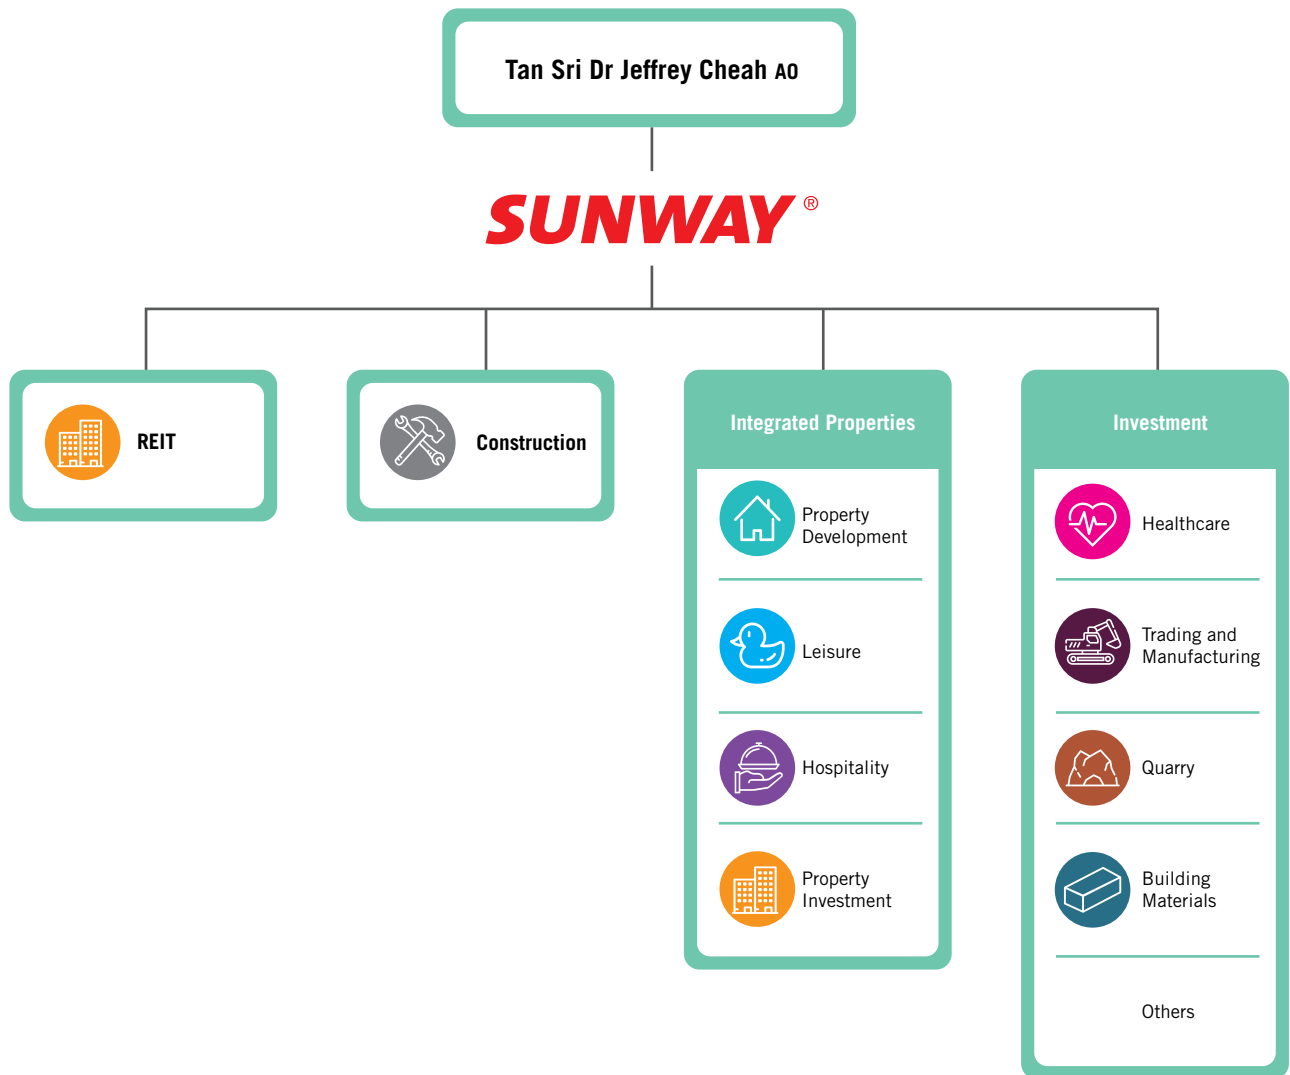 Tan Sri Dr Jeffrey Cheah AO
SUNWAY®
REIT
Construction
Integrated Properties
Property
Development
Leisure
Hospitality
Property
Investment
Investment
Healthcare
Trading and
Manufacturing
Quarry
Building
Materials
Others